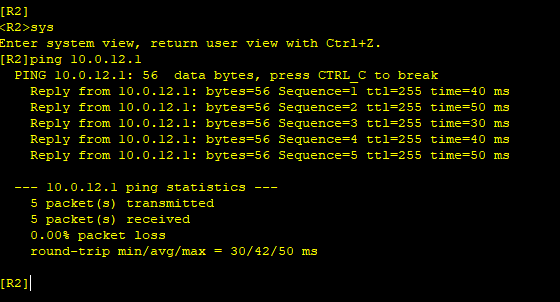 [R2]
<R2>sys
Enter system view, return user view with Ctrl+Z.
[R2]ping 10.0.12.1
  PING 10.0.12.1: 56  data bytes, press CTRL_C to break
    Reply from 10.0.12.1: bytes=56 Sequence=1 ttl=255 time=40 ms
    Reply from 10.0.12.1: bytes=56 Sequence=2 ttl=255 time=50 ms
    Reply from 10.0.12.1: bytes=56 Sequence=3 ttl=255 time=30 ms
    Reply from 10.0.12.1: bytes=56 Sequence=4 ttl=255 time=40 ms
    Reply from 10.0.12.1: bytes=56 Sequence=5 ttl=255 time=50 ms
  --- 10.0.12.1 ping statistics ---
    5 packet(s) transmitted
    5 packet(s) received
    0.00% packet loss
    round-trip min/avg/max = 30/42/50 ms
[R2]